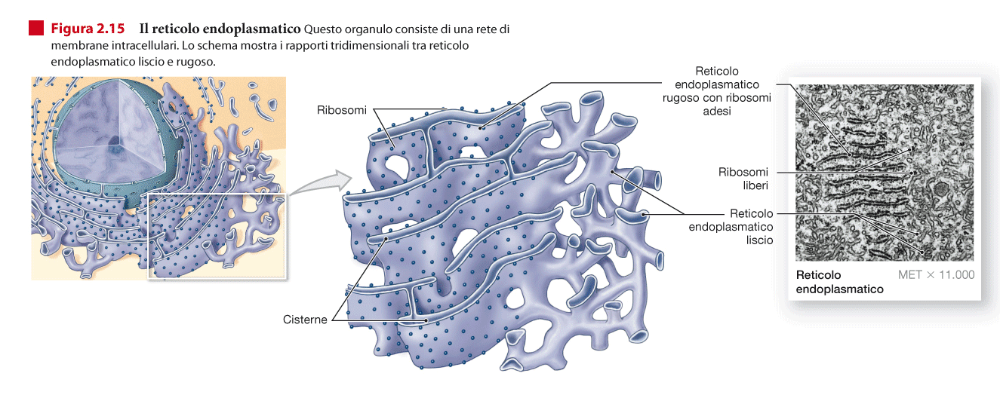 Figura 2.15 Il reticolo endoplasmatico Questo organulo consiste di una rete di
membrane intracellulari. Lo schema mostra i rapporti tridimensionali tra reticolo
endoplasmatico liscio e rugoso.
Ribosomi
Reticolo
endoplasmatico
rugoso con ribosomi
adesi
Ribosomi
liberi
Reticolo
endoplasmatico
liscio
Cisterne
Reticolo
endoplasmatico
MET × 11.000